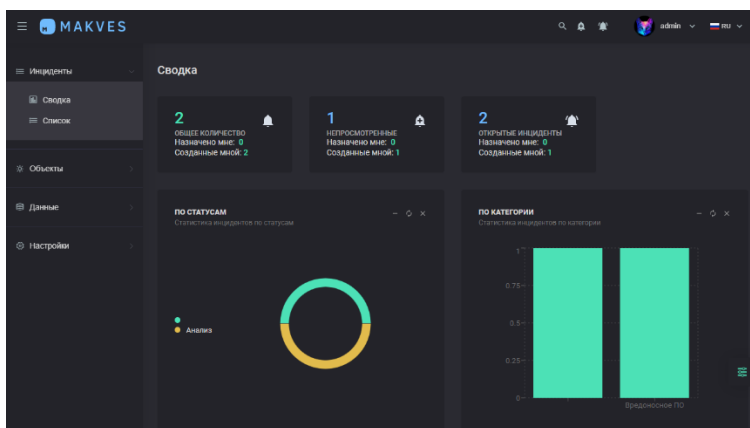 MAKVES
admin
RU
Инциденты
Сводка
Список
Объекты
Данные
Настройки
Сводка
2
ОБЩЕЕ КОЛИЧЕСТВО
Назначено мне: 0
Созданные мной: 2
1
НЕПРОСМОТРЕННЫЕ
Назначено мне: 0
Созданные мной: 1
2
ОТКРЫТЫЕ ИНЦИДЕНТЫ
Назначено мне: 0
Созданные мной: 1
ПО СТАТУСАМ
Статистика инцидентов по статусам
Анализ
ПО КАТЕГОРИИ
Статистика инцидентов по категории
1
0.75
0.5
0.25
0
Вредоносное ПО